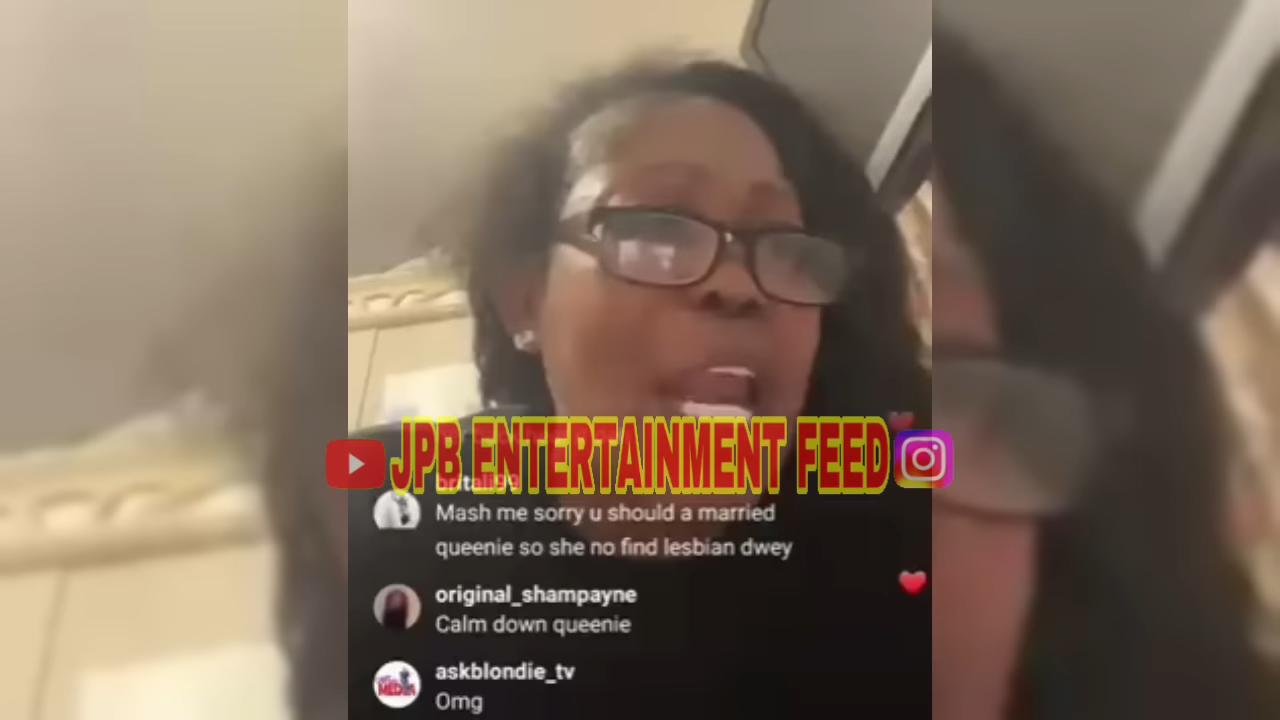 JPB ENTERTAINMENT FEED
britali99
Mash me sorry u should a married
queenie so she no find lesbian dwey
original_shampayne
Calm down queenie
askblondie_tv
Omg